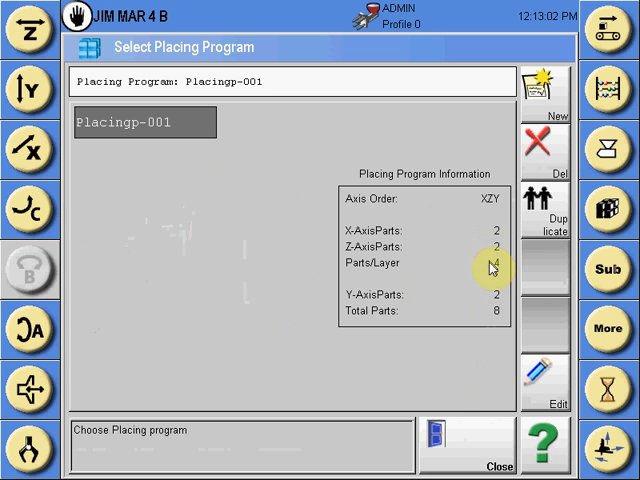 JIM MAR 4 B
ADMIN
Profile 0
12:13:02 PM
Select Placing Program
Placing Program: Placingp-001
Placingp-001
Placing Program Information
Axis Order: XZY
X-AxisParts: 2
Z-AxisParts: 2
Parts/Layer 4
Y-AxisParts: 2
Total Parts: 8
New
Del
Dup
licate
Edit
Choose Placing program
Close
?
Z
Y
X
C
B
A
Sub
More